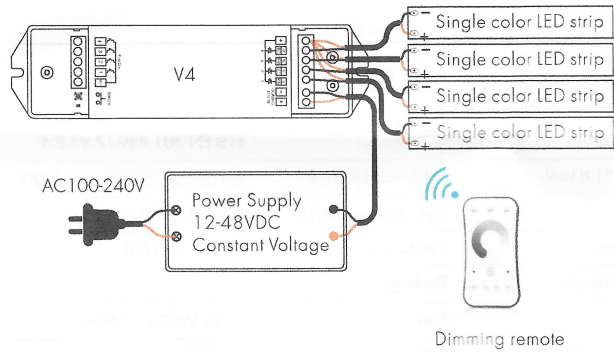 Single color LED strip
Single color LED strip
Single color LED strip
Single color LED strip
V4
AC100-240V
Power Supply
12-48VDC
Constant Voltage
Dimming remote